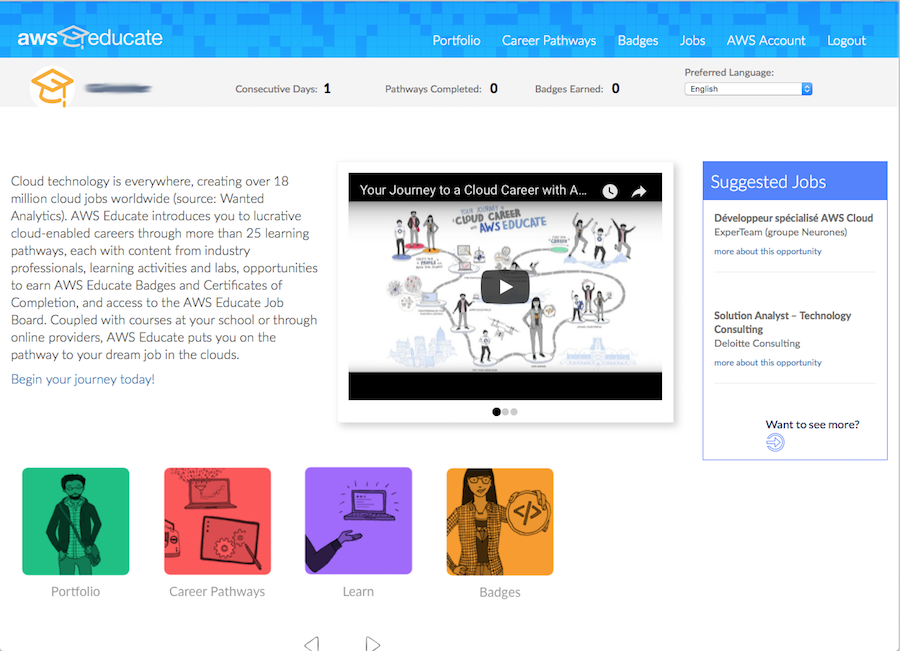 aws educate
Portfolio Career Pathways Badges Jobs AWS Account Logout
Preferred Language:
Consecutive Days: 1 Pathways Completed: 0 Badges Earned: 0
English
Cloud technology is everywhere, creating over 18
million cloud jobs worldwide (source: Wanted
Analytics). AWS Educate introduces you to lucrative
cloud-enabled careers through more than 25 learning
pathways, each with content from industry
professionals, learning activities and labs, opportunities
to earn AWS Educate Badges and Certificates of
Completion, and access to the AWS Educate Job
Board. Coupled with courses at your school or through
online providers, AWS Educate puts you on the
pathway to your dream job in the clouds.
Begin your journey today!
Your Journey to a Cloud Career with A...
YOUR JOURNEY TO
A CLOUD CAREER
WITH AWS EDUCATE
Suggested Jobs
Développeur spécialisé AWS Cloud
ExperTeam (groupe Neurones)
more about this opportunity
Solution Analyst – Technology
Consulting
Deloitte Consulting
more about this opportunity
Want to see more?
</>
Portfolio Career Pathways Learn Badges